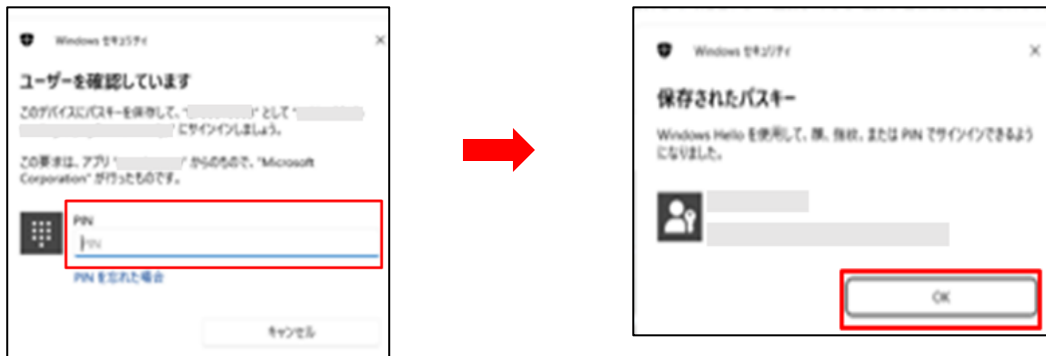 Windows セキュリティ
ユーザーを確認しています
このデバイスにパスキーを保存して、" " として "
" にサインインしましょう。
この要求は、アプリ " " からのもので、"Microsoft
Corporation" が行ったものです。
PIN
PIN
PIN を忘れた場合
キャンセル
Windows セキュリティ
保存されたパスキー
Windows Hello を使用して、顔、指紋、または PIN でサインインできるよう
になりました。
OK